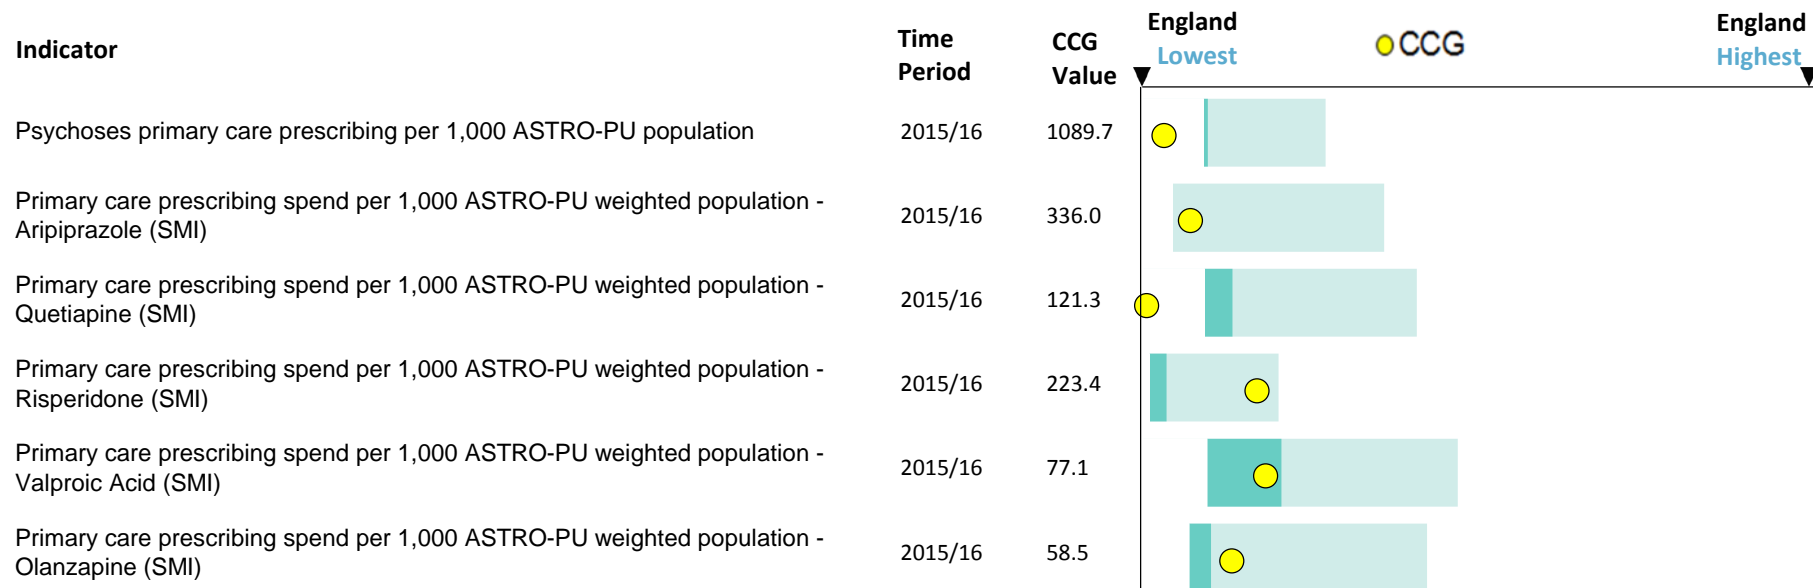 Indicator
Time
Period
CCG
Value
England
Lowest
CCG
England
Highest
Psychoses primary care prescribing per 1,000 ASTRO-PU population
2015/16
1089.7
Primary care prescribing spend per 1,000 ASTRO-PU weighted population -
Aripiprazole (SMI)
2015/16
336.0
Primary care prescribing spend per 1,000 ASTRO-PU weighted population -
Quetiapine (SMI)
2015/16
121.3
Primary care prescribing spend per 1,000 ASTRO-PU weighted population -
Risperidone (SMI)
2015/16
223.4
Primary care prescribing spend per 1,000 ASTRO-PU weighted population -
Valproic Acid (SMI)
2015/16
77.1
Primary care prescribing spend per 1,000 ASTRO-PU weighted population -
Olanzapine (SMI)
2015/16
58.5